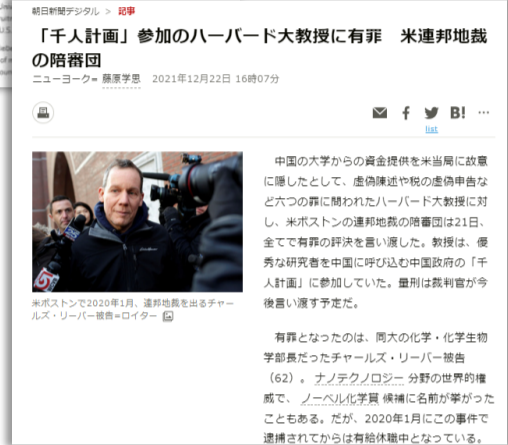 朝日新聞デジタル > 記事
「千人計画」参加のハーバード大教授に有罪　米連邦地裁
の陪審団
ニューヨーク= 藤原学思　2021年12月22日 16時07分
B!
list
中国の大学からの資金提供を米当局に故意
に隠したとして、虚偽陳述や税の虚偽申告な
ど六つの罪に問われたハーバード大教授に対
し、米ボストンの連邦地裁の陪審団は21日、
全てで有罪の評決を言い渡した。教授は、優
秀な研究者を中国に呼び込む中国政府の「千
人計画」に参加していた。量刑は裁判官が今
後言い渡す予定だ。
米ボストンで2020年1月、連邦地裁を出るチャー
ルズ・リーバー被告=ロイター
有罪となったのは、同大の化学・化学生物
学部長だったチャールズ・リーバー被告
（62）。ナノテクノロジー 分野の世界的権
威で、ノーベル化学賞 候補に名前が挙がった
こともある。だが、2020年1月にこの事件で
逮捕されてからは有給休職中となっている。